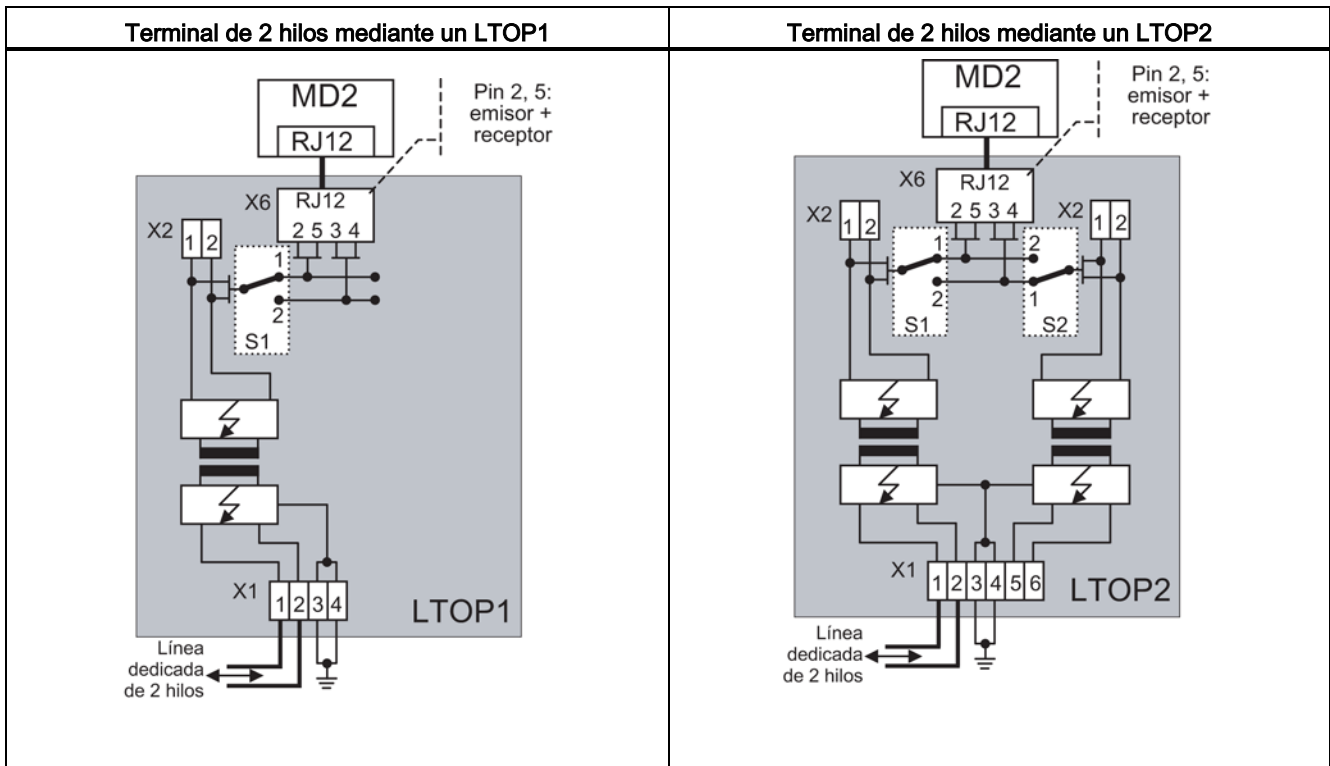 Terminal de 2 hilos mediante un LTOP1
MD2
RJ12
Pin 2, 5:
emisor +
receptor
X6
RJ12
2 5 3 4
X2
1 2
1
2
S1
X1
1 2 3 4
LTOP1
Línea
dedicada
de 2 hilos
Terminal de 2 hilos mediante un LTOP2
MD2
RJ12
Pin 2, 5:
emisor +
receptor
X6
RJ12
2 5 3 4
X2
1 2
X2
1 2
1
2
2
1
S1
S2
X1
1 2 3 4 5 6
LTOP2
Línea
dedicada
de 2 hilos